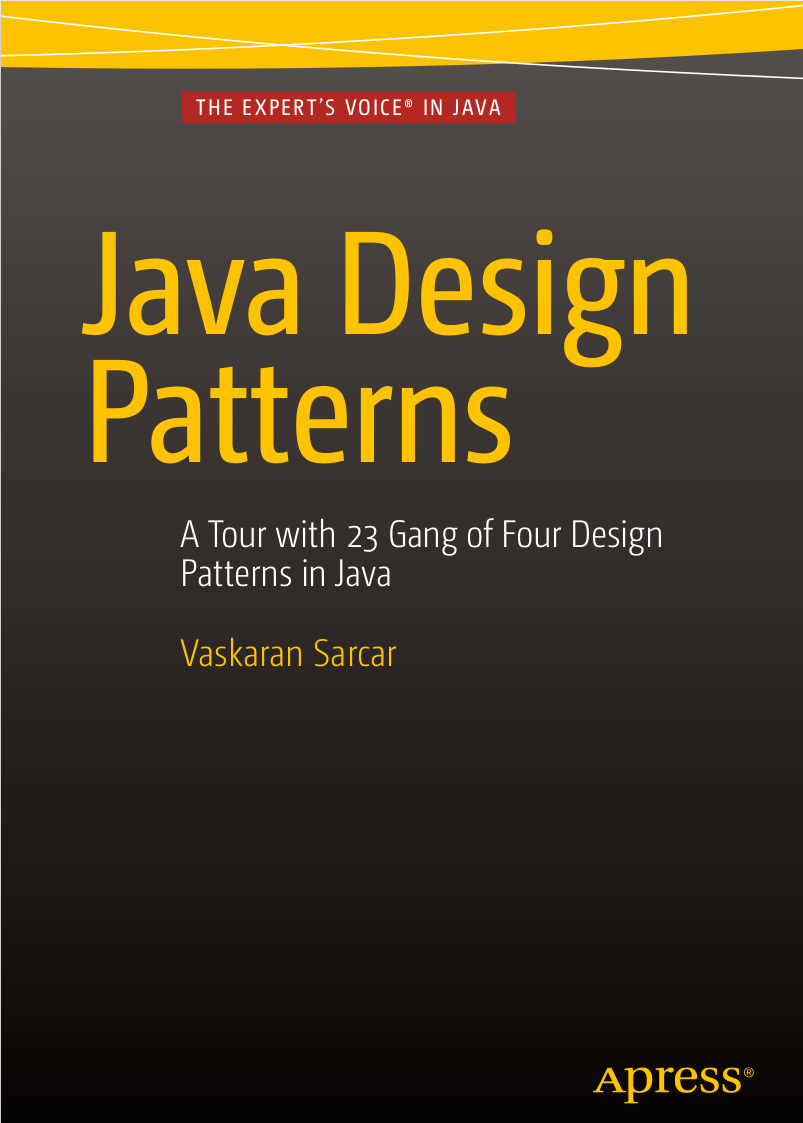 THE EXPERT’S VOICE® IN JAVA
Java Design
Patterns
A Tour with 23 Gang of Four Design
Patterns in Java
Vaskaran Sarcar
Apress®